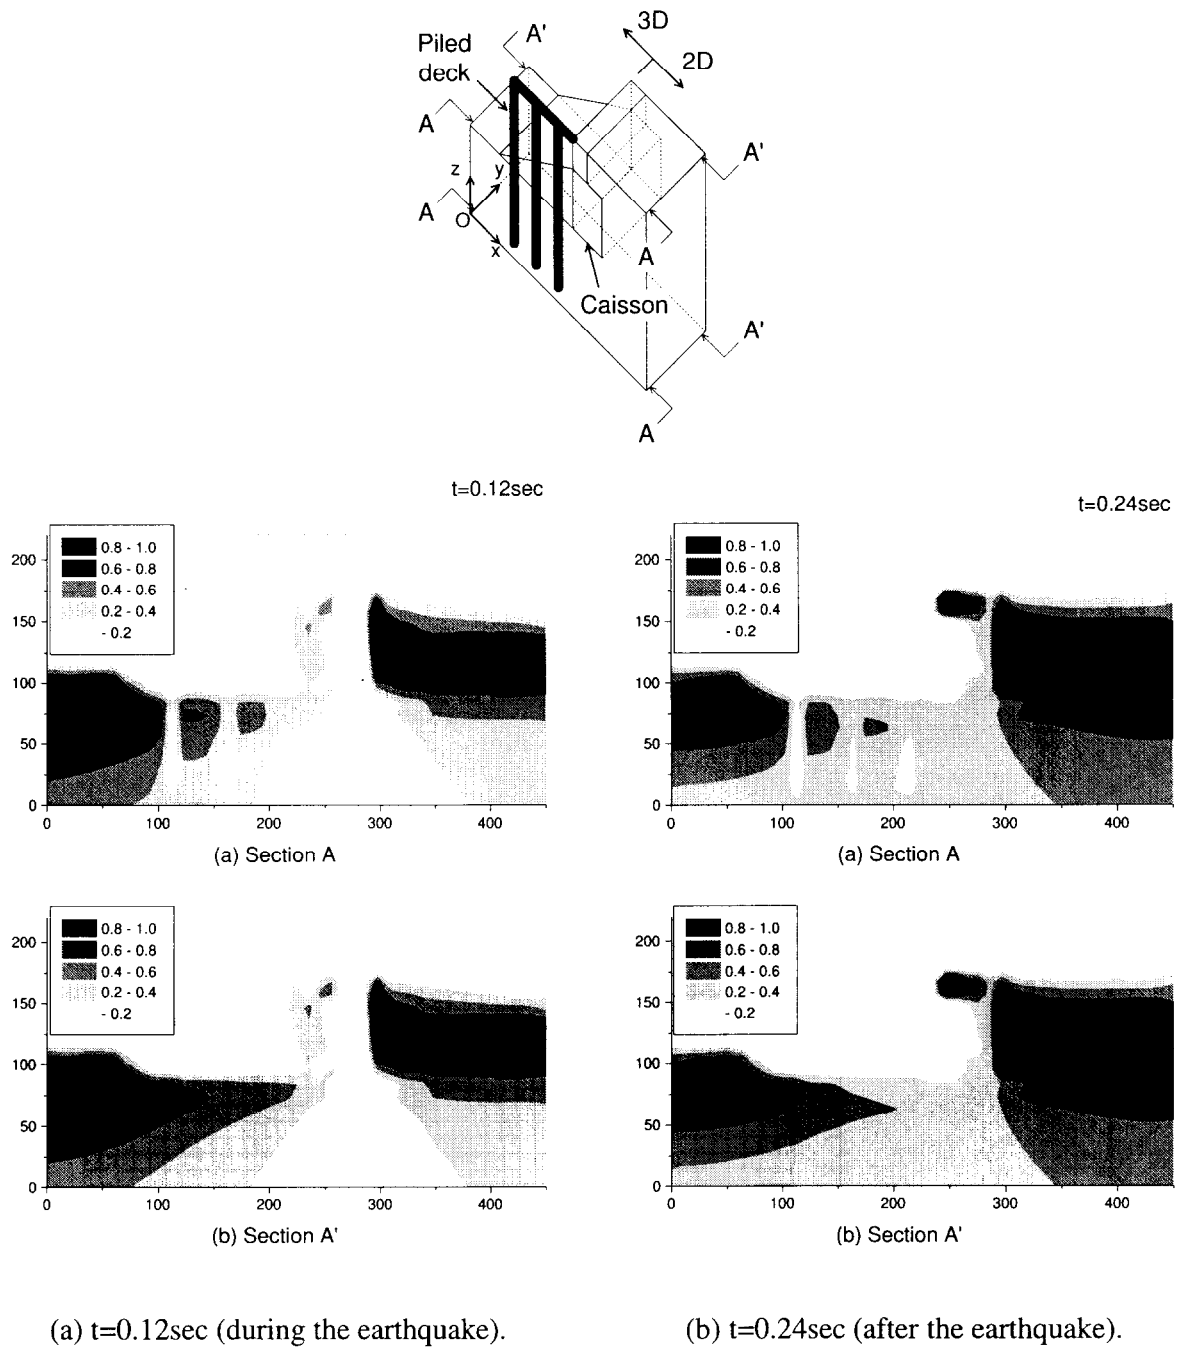 3D
A'
Piled
deck
2D
A
A'
z
y
A
O
x
A
Caisson
A'
A
t=0.12sec
200
150
100
50
0
0.8 - 1.0
0.6 - 0.8
0.4 - 0.6
0.2 - 0.4
- 0.2
0 100 200 300 400
(a) Section A
t=0.24sec
200
150
100
50
0
0.8 - 1.0
0.6 - 0.8
0.4 - 0.6
0.2 - 0.4
- 0.2
0 100 200 300 400
(a) Section A
200
150
100
50
0
0.8 - 1.0
0.6 - 0.8
0.4 - 0.6
0.2 - 0.4
- 0.2
0 100 200 300 400
(b) Section A'
200
150
100
50
0
0.8 - 1.0
0.6 - 0.8
0.4 - 0.6
0.2 - 0.4
- 0.2
0 100 200 300 400
(b) Section A'
(a) t=0.12sec (during the earthquake).
(b) t=0.24sec (after the earthquake).